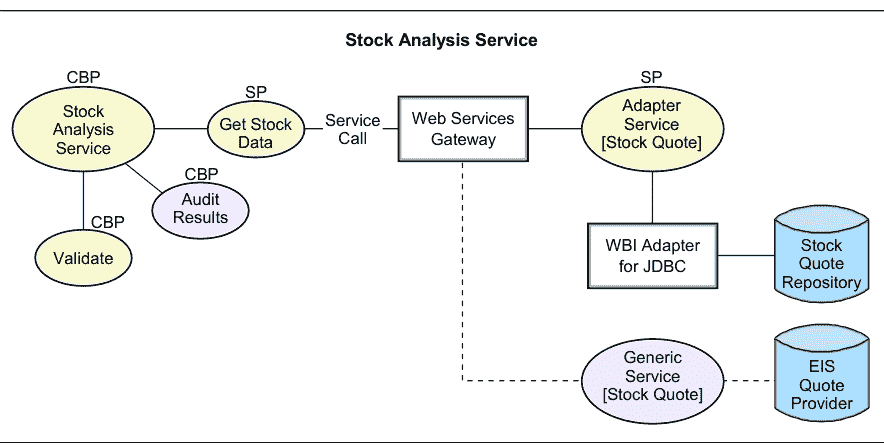 Stock Analysis Service
CBP
Stock
Analysis
Service
SP
Get Stock
Data
Service
Call
Web Services
Gateway
SP
Adapter
Service
[Stock Quote]
CBP
Audit
Results
CBP
Validate
WBI Adapter
for JDBC
Stock
Quote
Repository
Generic
Service
[Stock Quote]
EIS
Quote
Provider